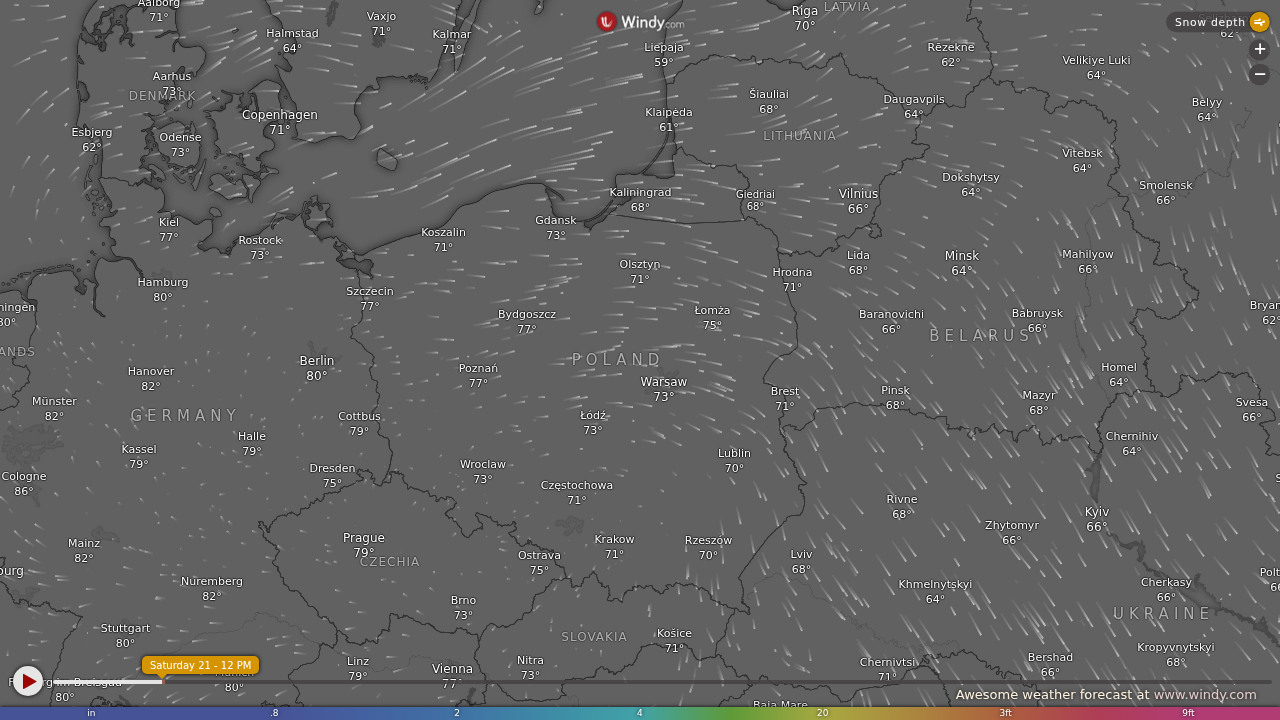 Aalborg
71°
Vaxjo
71°
Halmstad
64°
Kalmar
71°
Windy.com
Riga
70°
LATVIA
Snow depth
62°
+
−
Liepaja
59°
Rēzekne
62°
Velikiye Luki
64°
Aarhus
73°
DENMARK
Šiauliai
68°
Daugavpils
64°
Belyy
64°
Copenhagen
71°
Klaipėda
61°
Esbjerg
62°
Odense
73°
LITHUANIA
Vitebsk
64°
Dokshytsy
64°
Smolensk
66°
Kaliningrad
68°
Giedriai
68°
Vilnius
66°
Kiel
77°
Gdansk
73°
Koszalin
71°
Rostock
73°
Lida
68°
Minsk
64°
Mahilyow
66°
Olsztyn
71°
Hrodna
71°
Hamburg
80°
Szczecin
77°
Bydgoszcz
77°
Łomża
75°
Baranovichi
66°
Babruysk
66°
BELARUS
POLAND
Berlin
80°
Hanover
82°
Poznań
77°
Warsaw
73°
Brest
71°
Pinsk
68°
Homel
64°
Mazyr
68°
Münster
82°
GERMANY
Cottbus
79°
Łódź
73°
Svesa
66°
Halle
79°
Kassel
79°
Chernihiv
64°
Lublin
70°
Dresden
75°
Wroclaw
73°
Cologne
86°
Częstochowa
71°
Rivne
68°
Kyiv
66°
Zhytomyr
66°
Mainz
82°
Prague
79°
CZECHIA
Krakow
71°
Rzeszów
70°
Ostrava
75°
Lviv
68°
Nuremberg
82°
Khmelnytskyi
64°
Cherkasy
66°
Brno
73°
UKRAINE
Stuttgart
80°
SLOVAKIA
Košice
71°
Kropyvnytskyi
68°
Linz
79°
Vienna
77°
Nitra
73°
Chernivtsi
71°
Bershad
66°
Saturday 21 - 12 PM
80°
80°
Baia Mare
Awesome weather forecast at www.windy.com
in .8 2 4 20 3ft 9ft